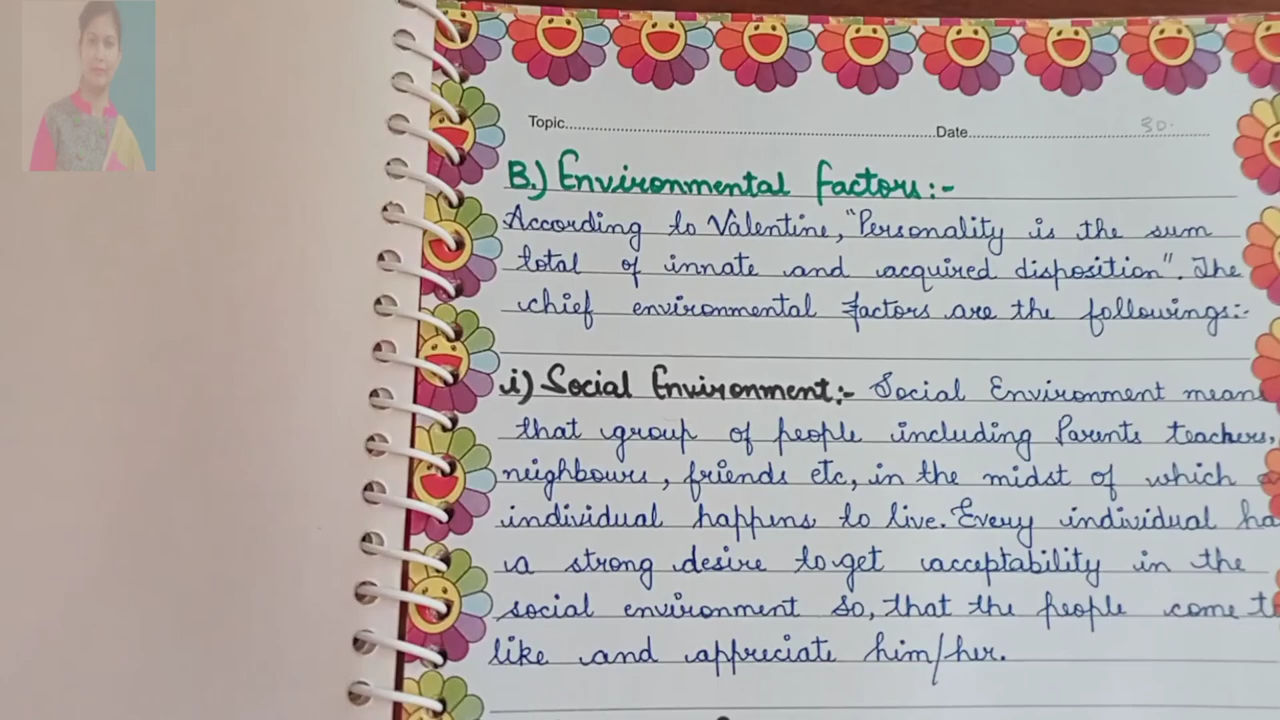 Topic................Date................30.
B.) Environmental factors:-
According to Valentine, "Personality is the sum
total of innate and acquired disposition". The
chief environmental factors are the followings:-
i) Social Environment:- Social Environment mean
that group of people including Parents teachers,
neighbours, friends etc, in the midst of which
individual happens to live. Every individual ha
a strong desire to get acceptability in the
social environment so, that the people come t
like and appreciate him/her.